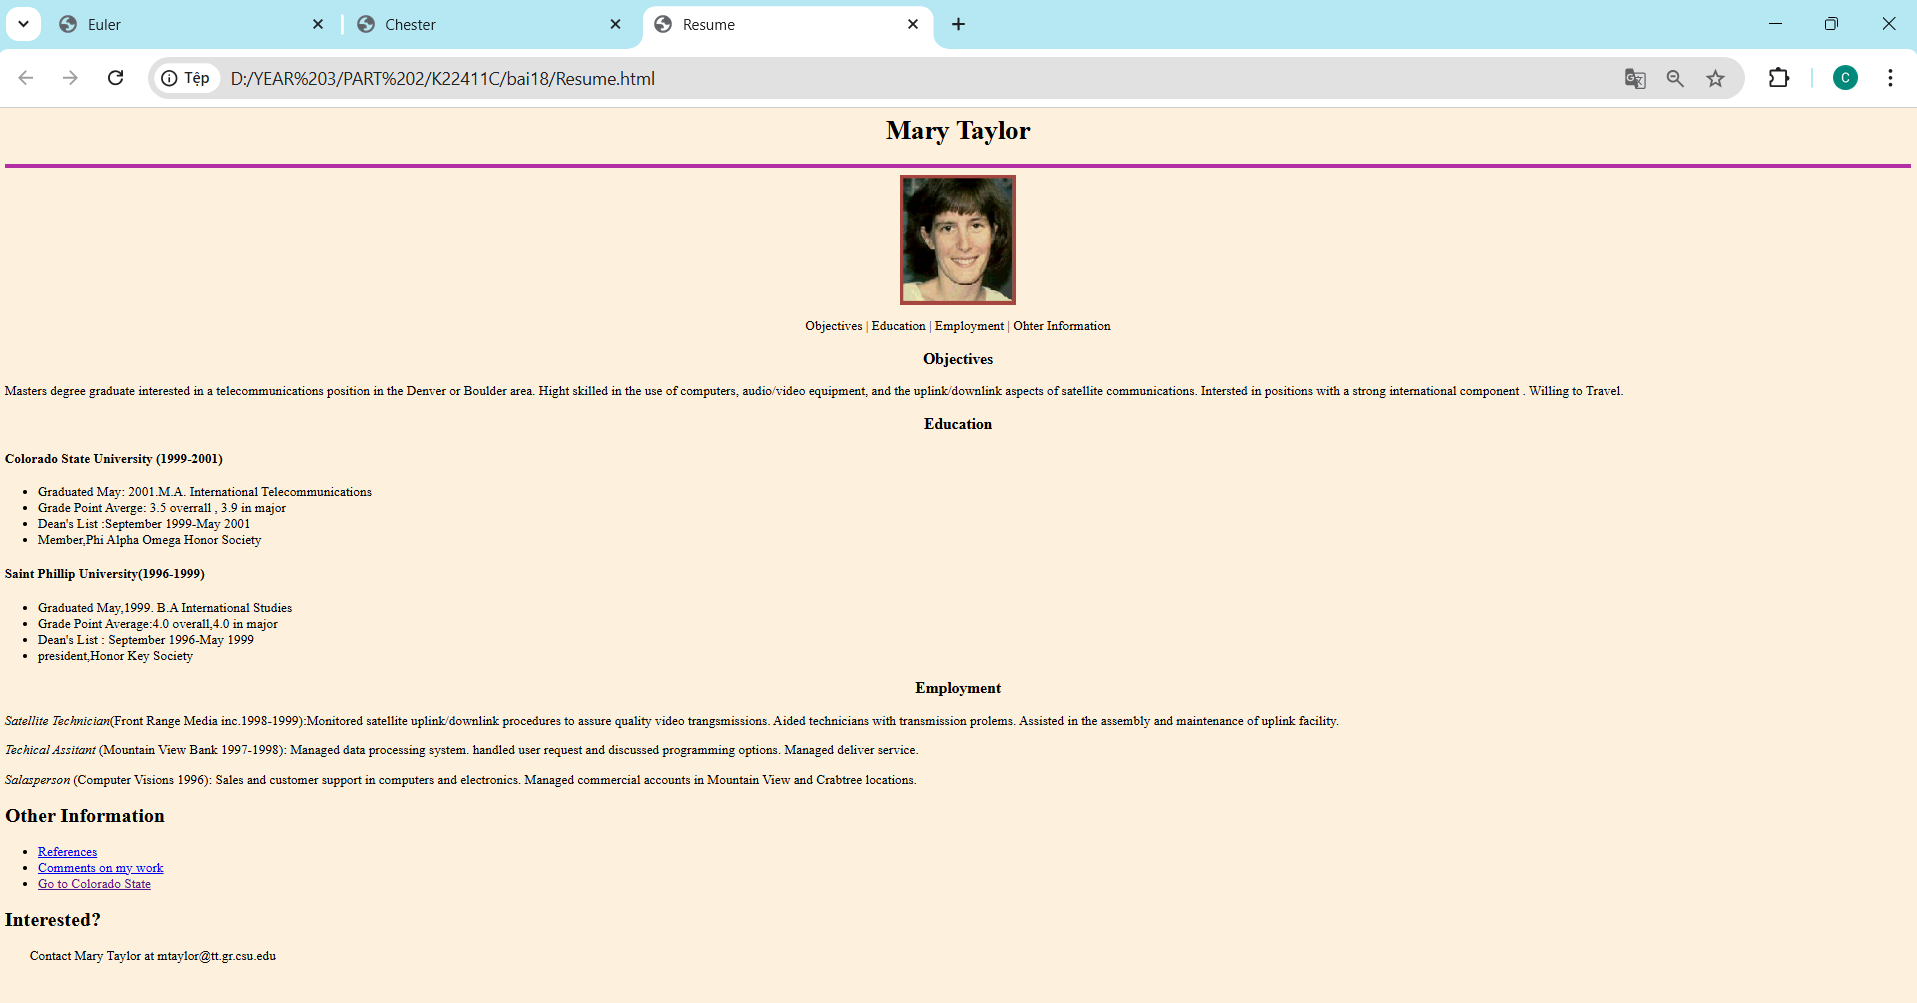 Euler
Chester
Resume
Tệp D:/YEAR%203/PART%202/K22411C/bai18/Resume.html
C
Mary Taylor
Objectives | Education | Employment | Ohter Information
Objectives
Masters degree graduate interested in a telecommunications position in the Denver or Boulder area. Hight skilled in the use of computers, audio/video equipment, and the uplink/downlink aspects of satellite communications. Intersted in positions with a strong international component . Willing to Travel.
Education
Colorado State University (1999-2001)
Graduated May: 2001.M.A. International Telecommunications
Grade Point Averge: 3.5 overrall , 3.9 in major
Dean's List :September 1999-May 2001
Member,Phi Alpha Omega Honor Society
Saint Phillip University(1996-1999)
Graduated May,1999. B.A International Studies
Grade Point Average:4.0 overall,4.0 in major
Dean's List : September 1996-May 1999
president,Honor Key Society
Employment
Satellite Technician(Front Range Media inc.1998-1999):Monitored satellite uplink/downlink procedures to assure quality video trangsmissions. Aided technicians with transmission prolems. Assisted in the assembly and maintenance of uplink facility.
Techical Assitant (Mountain View Bank 1997-1998): Managed data processing system. handled user request and discussed programming options. Managed deliver service.
Salasperson (Computer Visions 1996): Sales and customer support in computers and electronics. Managed commercial accounts in Mountain View and Crabtree locations.
Other Information
References
Comments on my work
Go to Colorado State
Interested?
Contact Mary Taylor at mtaylor@tt.gr.csu.edu